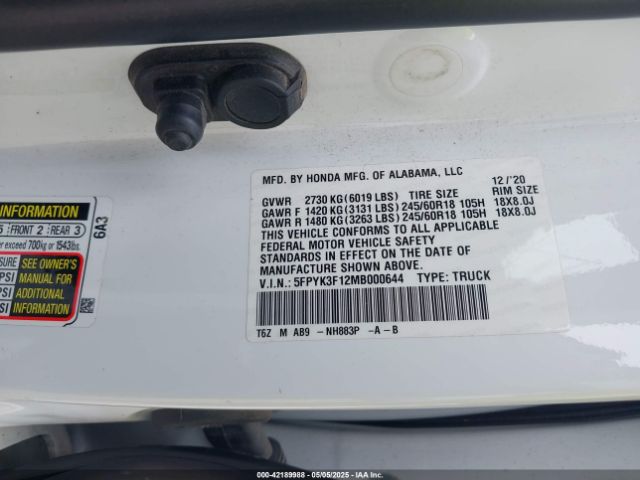 MFD. BY HONDA MFG. OF ALABAMA, LLC
12/'20
GVWR 2730 KG(6019 LBS) TIRE SIZE RIM SIZE
GAWR F 1420 KG(3131 LBS) 245/60R18 105H 18X8.0J
GAWR R 1480 KG(3263 LBS) 245/60R18 105H 18X8.0J
THIS VEHICLE CONFORMS TO ALL APPLICABLE
FEDERAL MOTOR VEHICLE SAFETY
STANDARDS IN EFFECT ON THE DATE OF
MANUFACTURE SHOWN ABOVE.
V.I.N.: 5FPYK3F12MB000644 TYPE: TRUCK
T6Z M AB9 -NH883P -A-B
INFORMATION
5 FRONT 2 REAR 3
exceed 700kg or 1543lbs.
SEE OWNER'S
MANUAL FOR
ADDITIONAL
INFORMATION
6A3
000-42189988 - 05/05/2025 - IAAI.COM